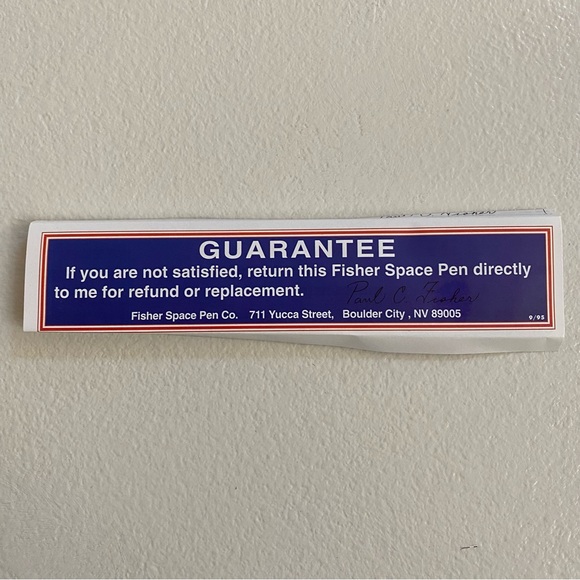 GUARANTEE
If you are not satisfied, return this Fisher Space Pen directly
to me for refund or replacement. Paul C. Fisher
Fisher Space Pen Co. 711 Yucca Street, Boulder City , NV 89005
9/95